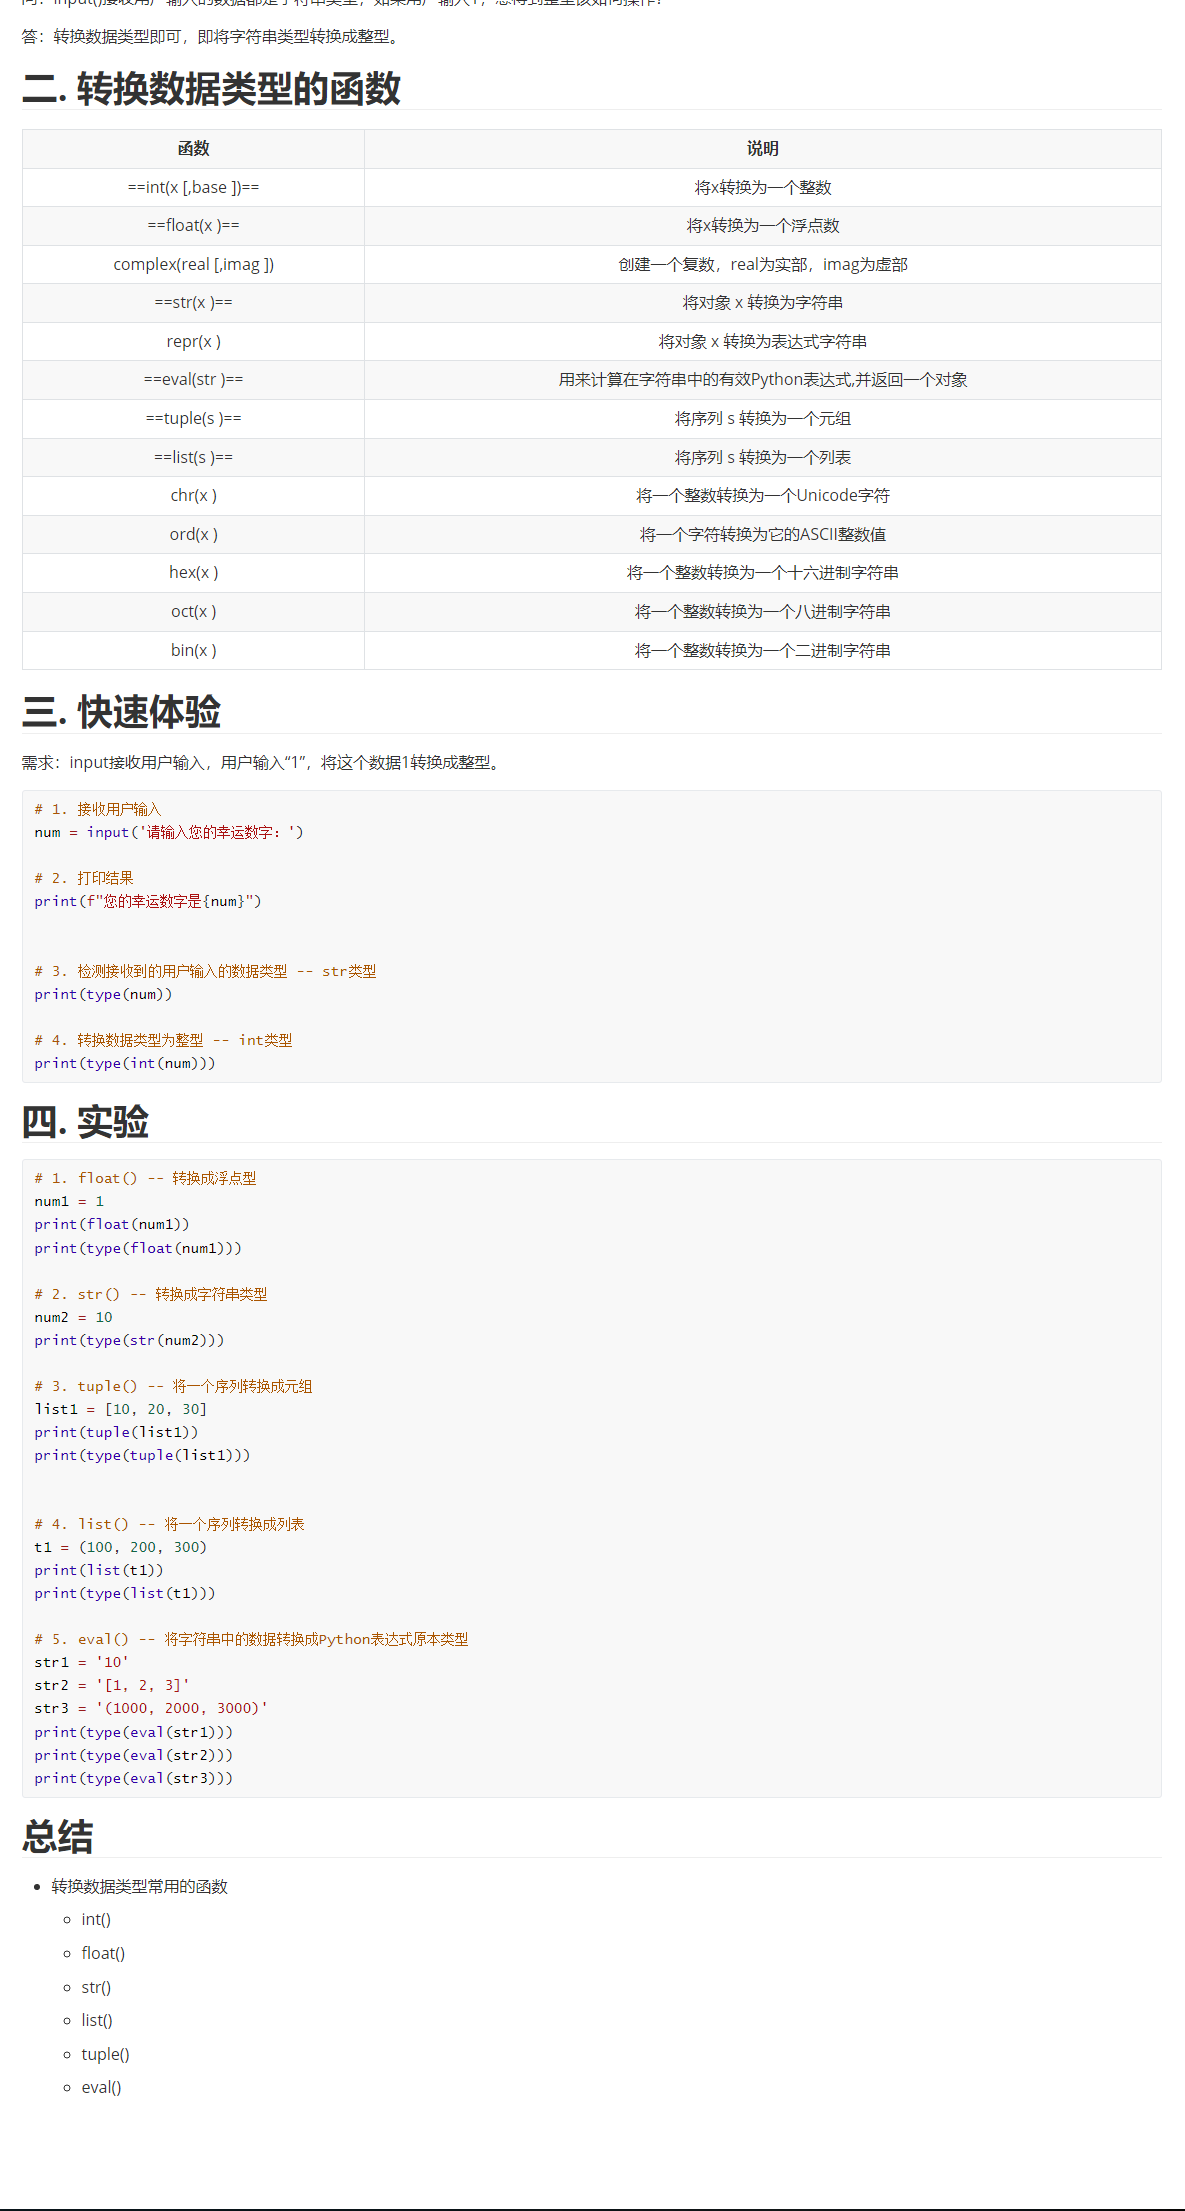 问：input()接收用户输入的数据都是字符串类型，如果用户输入1，想得到整型该如何操作？
答：转换数据类型即可，即将字符串类型转换成整型。
二. 转换数据类型的函数
函数 说明
==int(x [,base ])== 将x转换为一个整数
==float(x )== 将x转换为一个浮点数
complex(real [,imag ]) 创建一个复数，real为实部，imag为虚部
==str(x )== 将对象 x 转换为字符串
repr(x ) 将对象 x 转换为表达式字符串
==eval(str )== 用来计算在字符串中的有效Python表达式,并返回一个对象
==tuple(s )== 将序列 s 转换为一个元组
==list(s )== 将序列 s 转换为一个列表
chr(x ) 将一个整数转换为一个Unicode字符
ord(x ) 将一个字符转换为它的ASCII整数值
hex(x ) 将一个整数转换为一个十六进制字符串
oct(x ) 将一个整数转换为一个八进制字符串
bin(x ) 将一个整数转换为一个二进制字符串
三. 快速体验
需求：input接收用户输入，用户输入“1”，将这个数据1转换成整型。
# 1. 接收用户输入
num = input('请输入您的幸运数字：')
# 2. 打印结果
print(f"您的幸运数字是{num}")
# 3. 检测接收到的用户输入的数据类型 -- str类型
print(type(num))
# 4. 转换数据类型为整型 -- int类型
print(type(int(num)))
四. 实验
# 1. float() -- 转换成浮点型
num1 = 1
print(float(num1))
print(type(float(num1)))
# 2. str() -- 转换成字符串类型
num2 = 10
print(type(str(num2)))
# 3. tuple() -- 将一个序列转换成元组
list1 = [10, 20, 30]
print(tuple(list1))
print(type(tuple(list1)))
# 4. list() -- 将一个序列转换成列表
t1 = (100, 200, 300)
print(list(t1))
print(type(list(t1)))
# 5. eval() -- 将字符串中的数据转换成Python表达式原本类型
str1 = '10'
str2 = '[1, 2, 3]'
str3 = '(1000, 2000, 3000)'
print(type(eval(str1)))
print(type(eval(str2)))
print(type(eval(str3)))
总结
转换数据类型常用的函数
int()
float()
str()
list()
tuple()
eval()